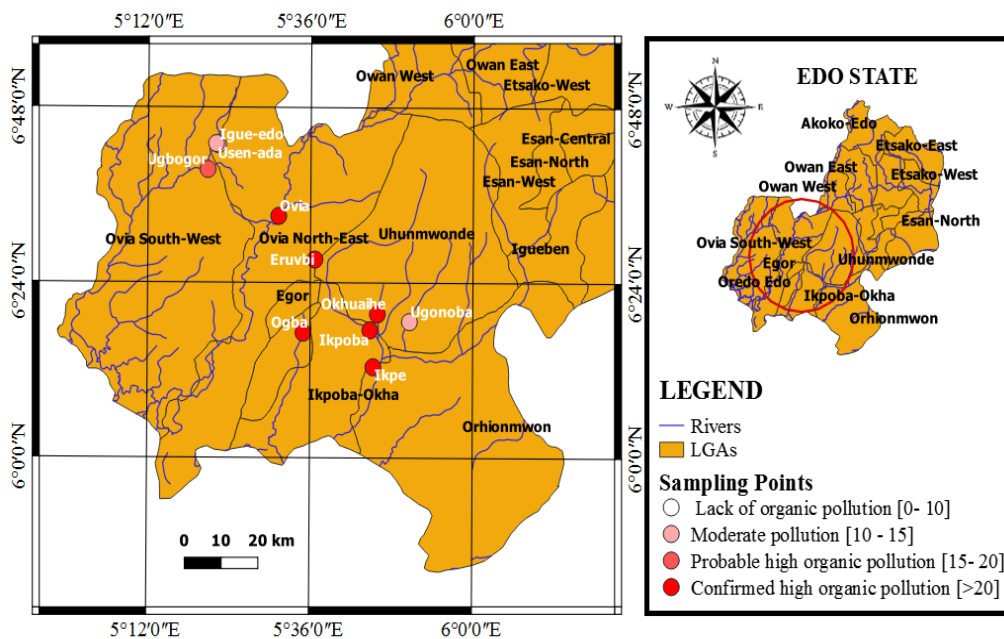 5°12'0"E 5°36'0"E 6°0'0"E
6°48'0"N 6°48'0"N
6°24'0"N 6°24'0"N
6°0'0"N 6°0'0"N
Owan West
Owan East
Etsako-West
Esan-Central
Esan-North
Esan-West
Igue-edo
Usen-ada
Ugbogor
Ovia
Ovia South-West
Ovia North-East
Uhunmwonde
Igueben
Eruvbi
Egor
Okhuaihe
Ugonoba
Ogba
Ikpoba
Ikpe
Ikpoba-Okha
Orhionmwon
0 10 20 km
5°12'0"E 5°36'0"E 6°0'0"E
N
W E
S
EDO STATE
Akoko-Edo
Etsako-East
Owan East
Etsako-West
Owan West
Esan-North
Ovia South-West
Egor
Uhunmwonde
Oredo Edo
Ikpoba-Okha
Orhionmwon
LEGEND
Rivers
LGAs
Sampling Points
Lack of organic pollution [0- 10]
Moderate pollution [10 - 15]
Probable high organic pollution [15- 20]
Confirmed high organic pollution [>20]